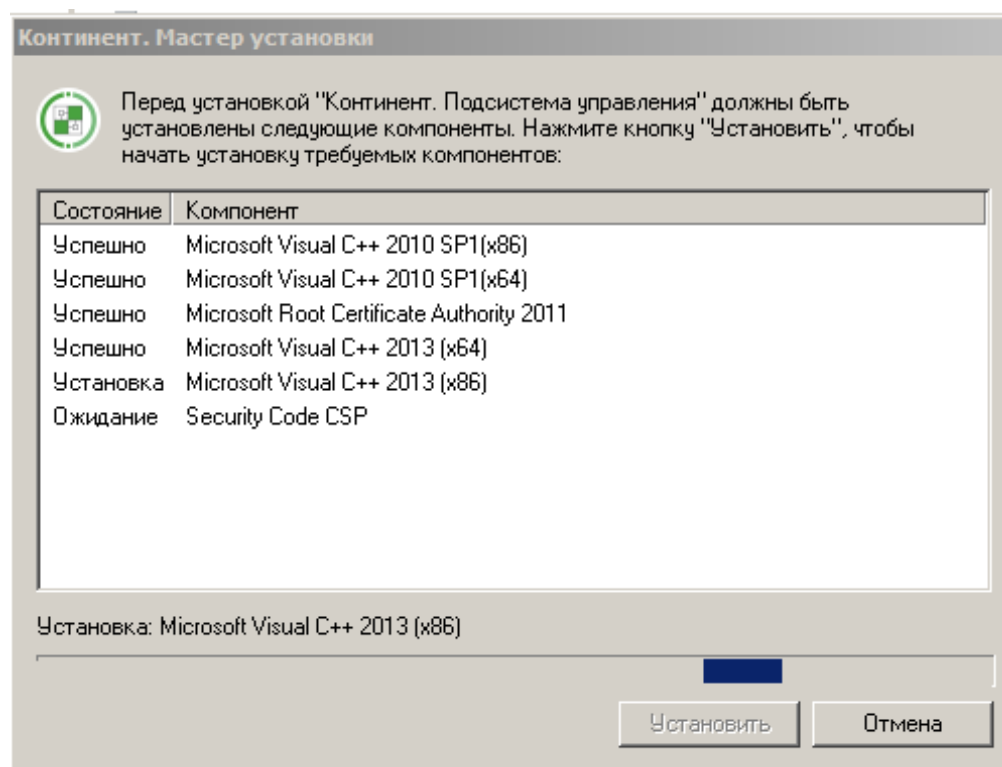 Континент. Мастер установки
Перед установкой "Континент. Подсистема управления" должны быть
установлены следующие компоненты. Нажмите кнопку "Установить", чтобы
начать установку требуемых компонентов:
Состояние Компонент
Успешно Microsoft Visual C++ 2010 SP1(x86)
Успешно Microsoft Visual C++ 2010 SP1(x64)
Успешно Microsoft Root Certificate Authority 2011
Успешно Microsoft Visual C++ 2013 (x64)
Установка Microsoft Visual C++ 2013 (x86)
Ожидание Security Code CSP
Установка: Microsoft Visual C++ 2013 (x86)
Установить Отмена